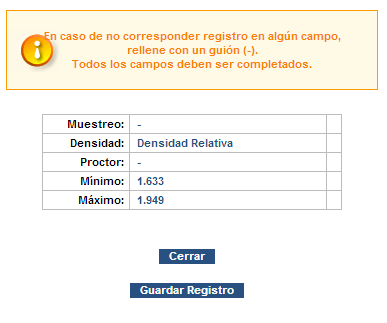 En caso de no corresponder registro en algún campo,
rellene con un guión (-).
Todos los campos deben ser completados.
Muestreo: -
Densidad: Densidad Relativa
Proctor: -
Mínimo: 1.633
Máximo: 1.949
Cerrar
Guardar Registro